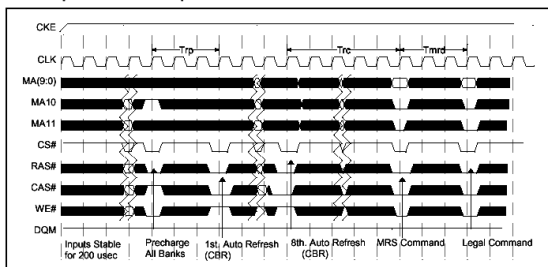 CKE
Trp Trc Tmrd
CLK
MA(9:0)
MA10
MA11
CS#
RAS#
CAS#
WE#
DQM
Inputs Stable for 200 usec
Precharge All Banks
1st. Auto Refresh (CBR)
8th. Auto Refresh (CBR)
MRS Command
Legal Command